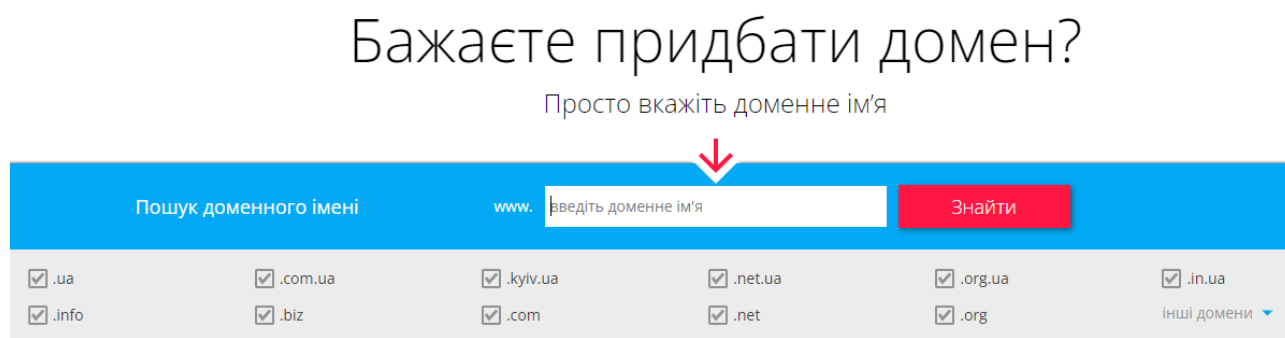 Бажаєте придбати домен?
Просто вкажіть доменне ім'я
Пошук доменного імені www. введіть доменне ім'я Знайти
.ua .com.ua .kyiv.ua .net.ua .org.ua .in.ua
.info .biz .com .net .org інші домени